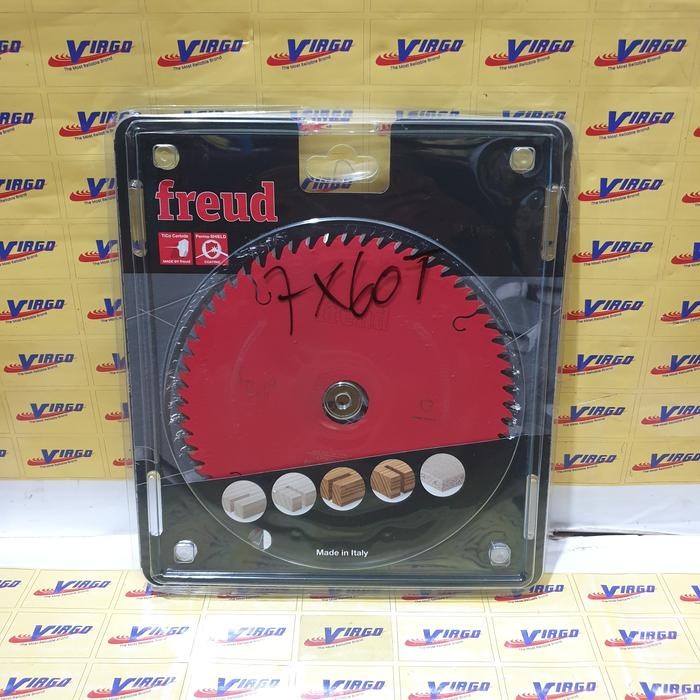 VIRGO
The Most Reliable Brand
freud
TiCo Carbide
MADE BY freud
Perma-SHIELD
COATING
7X60T
Made in Italy